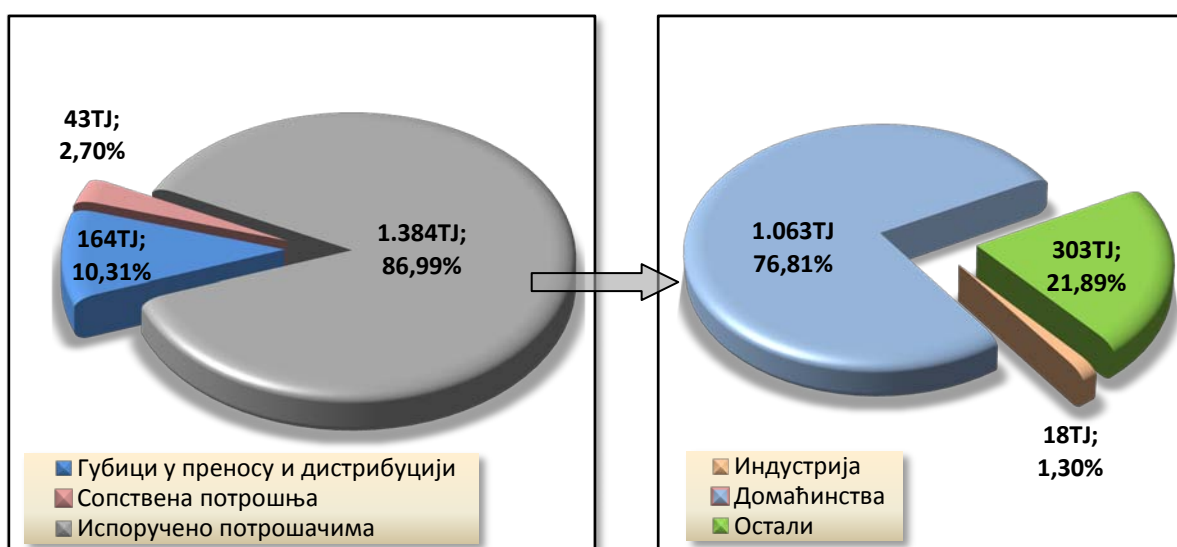 43TJ;
2,70%
164TJ;
10,31%
1.384TJ;
86,99%
Губици у преносу и дистрибуцији
Сопствена потрошња
Испоручено потрошачима
1.063TJ
76,81%
303TJ;
21,89%
18TJ;
1,30%
Индустрија
Домаћинства
Остали